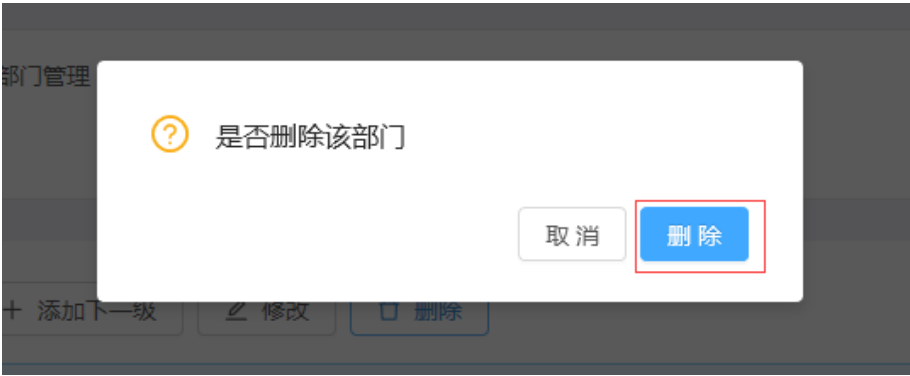 部门管理
是否删除该部门
取消
删除
添加下一级
修改
删除